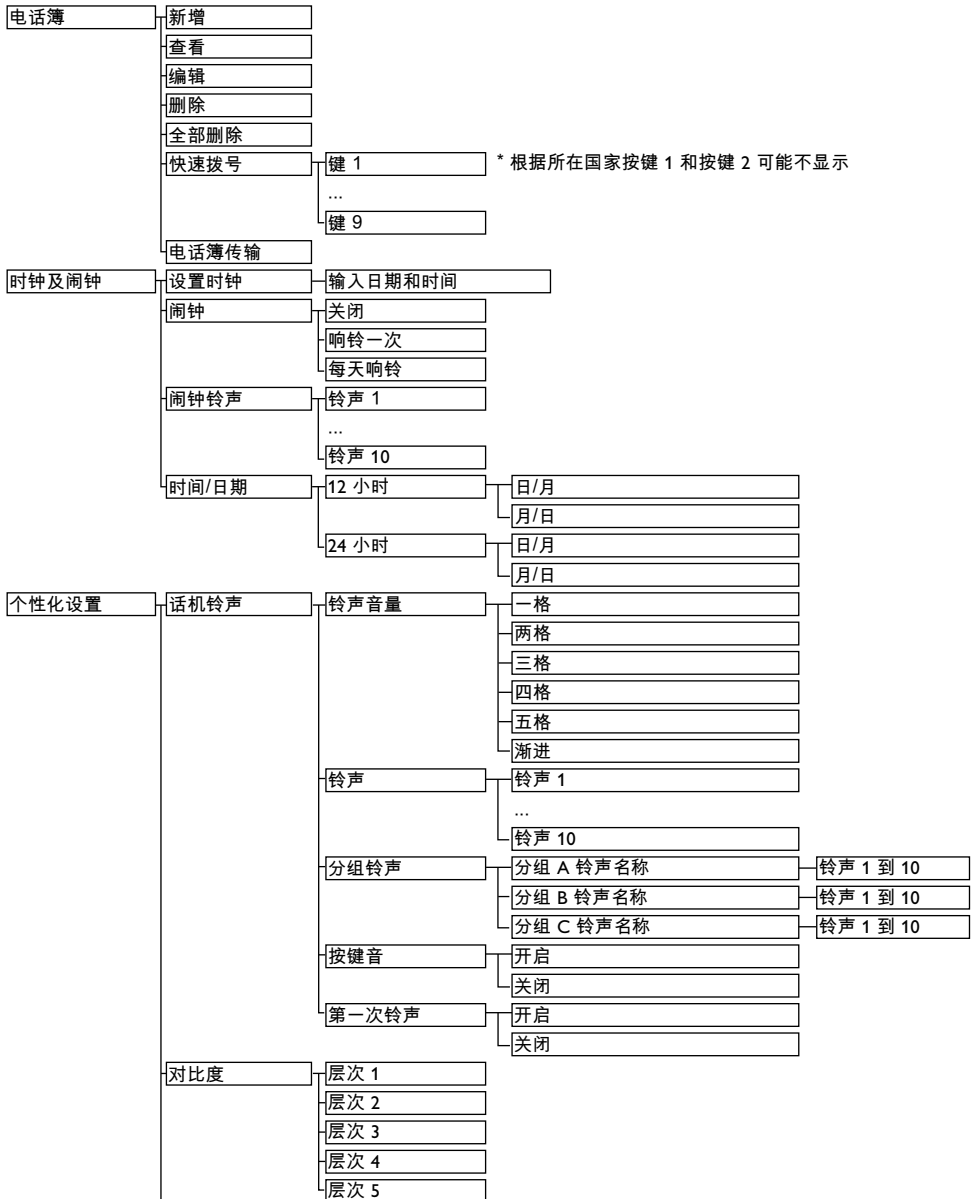 电话簿 新增
查看
编辑
删除
全部删除
快速拨号 键 1 * 根据所在国家按键 1 和按键 2 可能不显示
...
键 9
电话簿传输
时钟及闹钟 设置时钟 输入日期和时间
闹钟 关闭
响铃一次
每天响铃
闹钟铃声 铃声 1
...
铃声 10
时间/日期 12 小时 日/月
月/日
24 小时 日/月
月/日
个性化设置 话机铃声 铃声音量 一格
两格
三格
四格
五格
渐进
铃声 铃声 1
...
铃声 10
分组铃声 分组 A 铃声名称 铃声 1 到 10
分组 B 铃声名称 铃声 1 到 10
分组 C 铃声名称 铃声 1 到 10
按键音 开启
关闭
第一次铃声 开启
关闭
对比度 层次 1
层次 2
层次 3
层次 4
层次 5